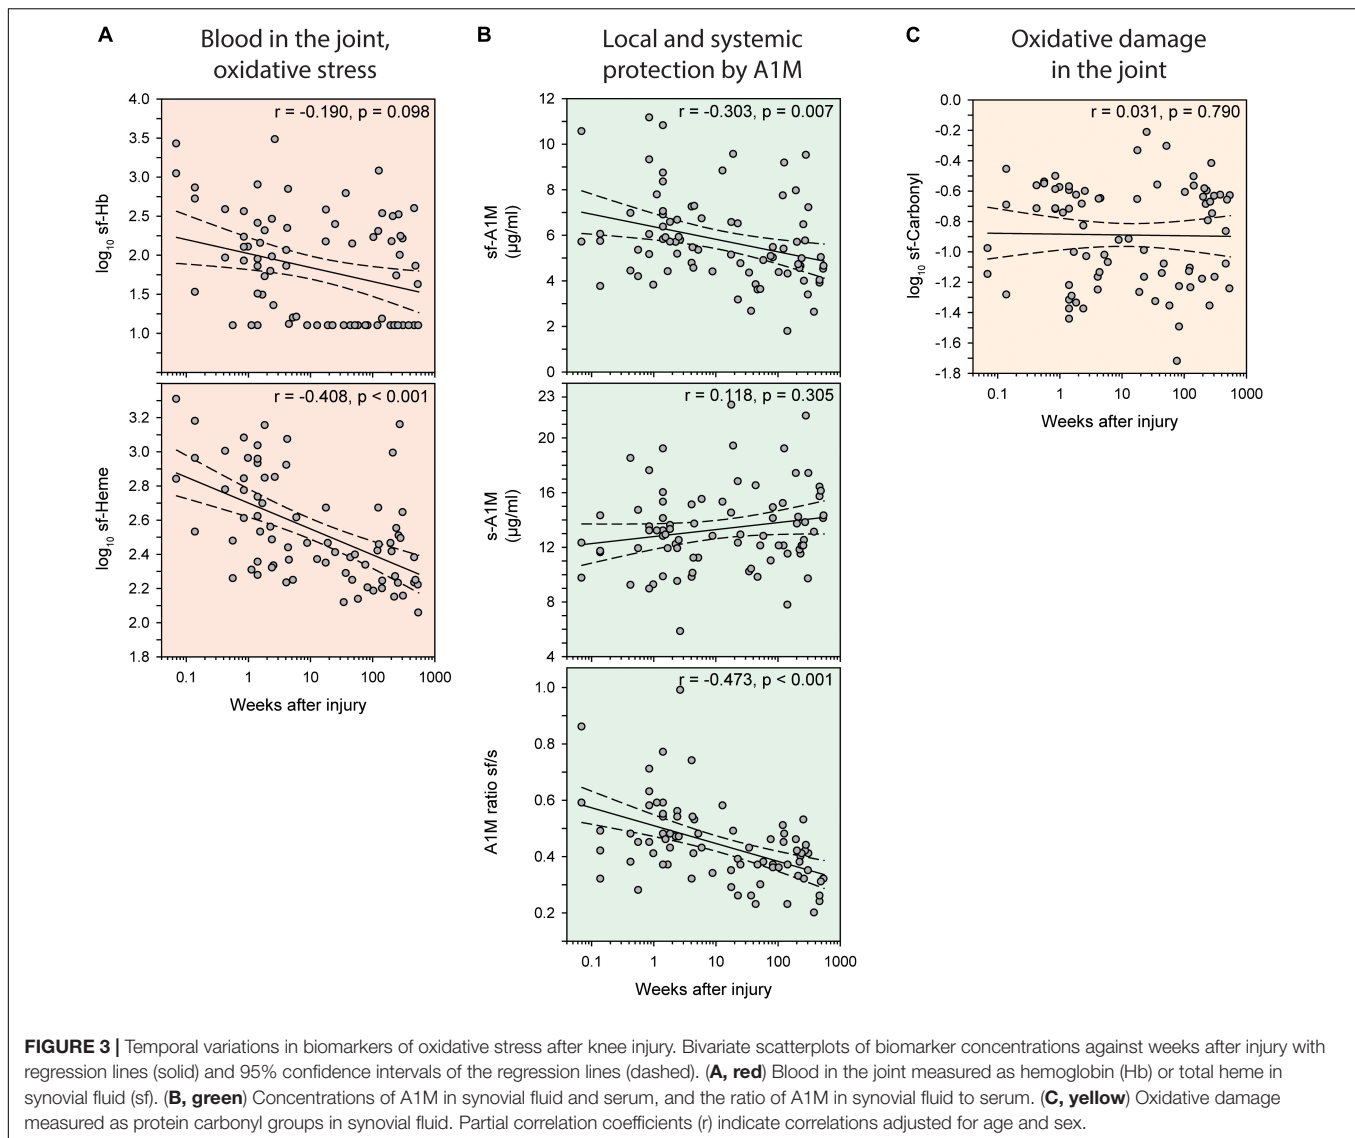 A
Blood in the joint,
oxidative stress
4.0
3.5
3.0
2.5
2.0
1.5
1.0
log10 sf-Hb
r = -0.190, p = 0.098
3.2
3.0
2.8
2.6
2.4
2.2
2.0
1.8
log10 sf-Heme
r = -0.408, p < 0.001
0.1 1 10 100 1000
Weeks after injury
B
Local and systemic
protection by A1M
12
10
8
6
4
2
0
sf-A1M
(µg/ml)
r = -0.303, p = 0.007
23
20
16
12
8
4
s-A1M
(µg/ml)
r = 0.118, p = 0.305
1.0
0.8
0.6
0.4
0.2
A1M ratio sf/s
r = -0.473, p < 0.001
0.1 1 10 100 1000
Weeks after injury
C
Oxidative damage
in the joint
0.0
-0.2
-0.4
-0.6
-0.8
-1.0
-1.2
-1.4
-1.6
-1.8
log10 sf-Carbonyl
r = 0.031, p = 0.790
0.1 1 10 100 1000
Weeks after injury
FIGURE 3 | Temporal variations in biomarkers of oxidative stress after knee injury. Bivariate scatterplots of biomarker concentrations against weeks after injury with
regression lines (solid) and 95% confidence intervals of the regression lines (dashed). (A, red) Blood in the joint measured as hemoglobin (Hb) or total heme in
synovial fluid (sf). (B, green) Concentrations of A1M in synovial fluid and serum, and the ratio of A1M in synovial fluid to serum. (C, yellow) Oxidative damage
measured as protein carbonyl groups in synovial fluid. Partial correlation coefficients (r) indicate correlations adjusted for age and sex.